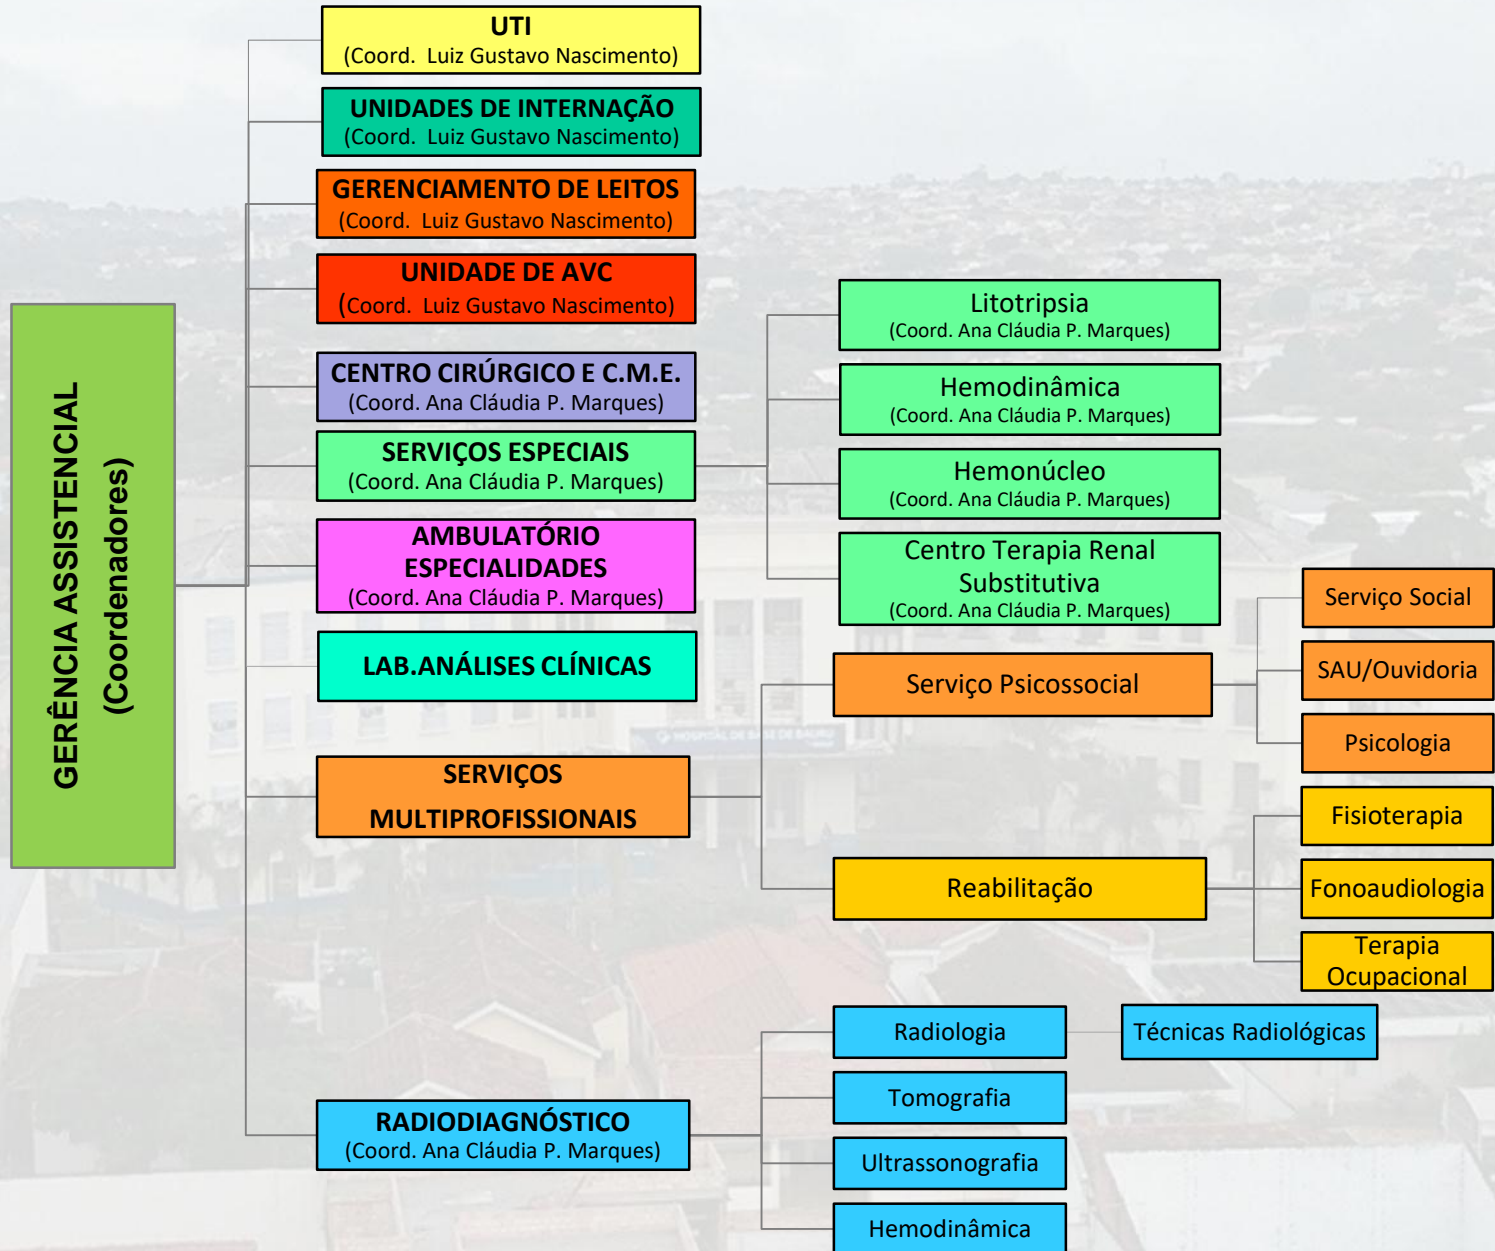 GERÊNCIA ASSISTENCIAL
(Coordenadores)
UTI
(Coord.  Luiz Gustavo Nascimento)
UNIDADES DE INTERNAÇÃO
(Coord.  Luiz Gustavo Nascimento)
GERENCIAMENTO DE LEITOS
(Coord.  Luiz Gustavo Nascimento)
UNIDADE DE AVC
(Coord.  Luiz Gustavo Nascimento)
CENTRO CIRÚRGICO E C.M.E.
(Coord. Ana Cláudia P. Marques)
SERVIÇOS ESPECIAIS
(Coord. Ana Cláudia P. Marques)
Litotripsia
(Coord. Ana Cláudia P. Marques)
Hemodinâmica
(Coord. Ana Cláudia P. Marques)
Hemonúcleo
(Coord. Ana Cláudia P. Marques)
Centro Terapia Renal
Substitutiva
(Coord. Ana Cláudia P. Marques)
AMBULATÓRIO
ESPECIALIDADES
(Coord. Ana Cláudia P. Marques)
LAB.ANÁLISES CLÍNICAS
SERVIÇOS
MULTIPROFISSIONAIS
Serviço Psicossocial
Serviço Social
SAU/Ouvidoria
Psicologia
Reabilitação
Fisioterapia
Fonoaudiologia
Terapia
Ocupacional
RADIODIAGNÓSTICO
(Coord. Ana Cláudia P. Marques)
Radiologia
Técnicas Radiológicas
Tomografia
Ultrassonografia
Hemodinâmica
HOSPITAL DE BASE DE BAURU